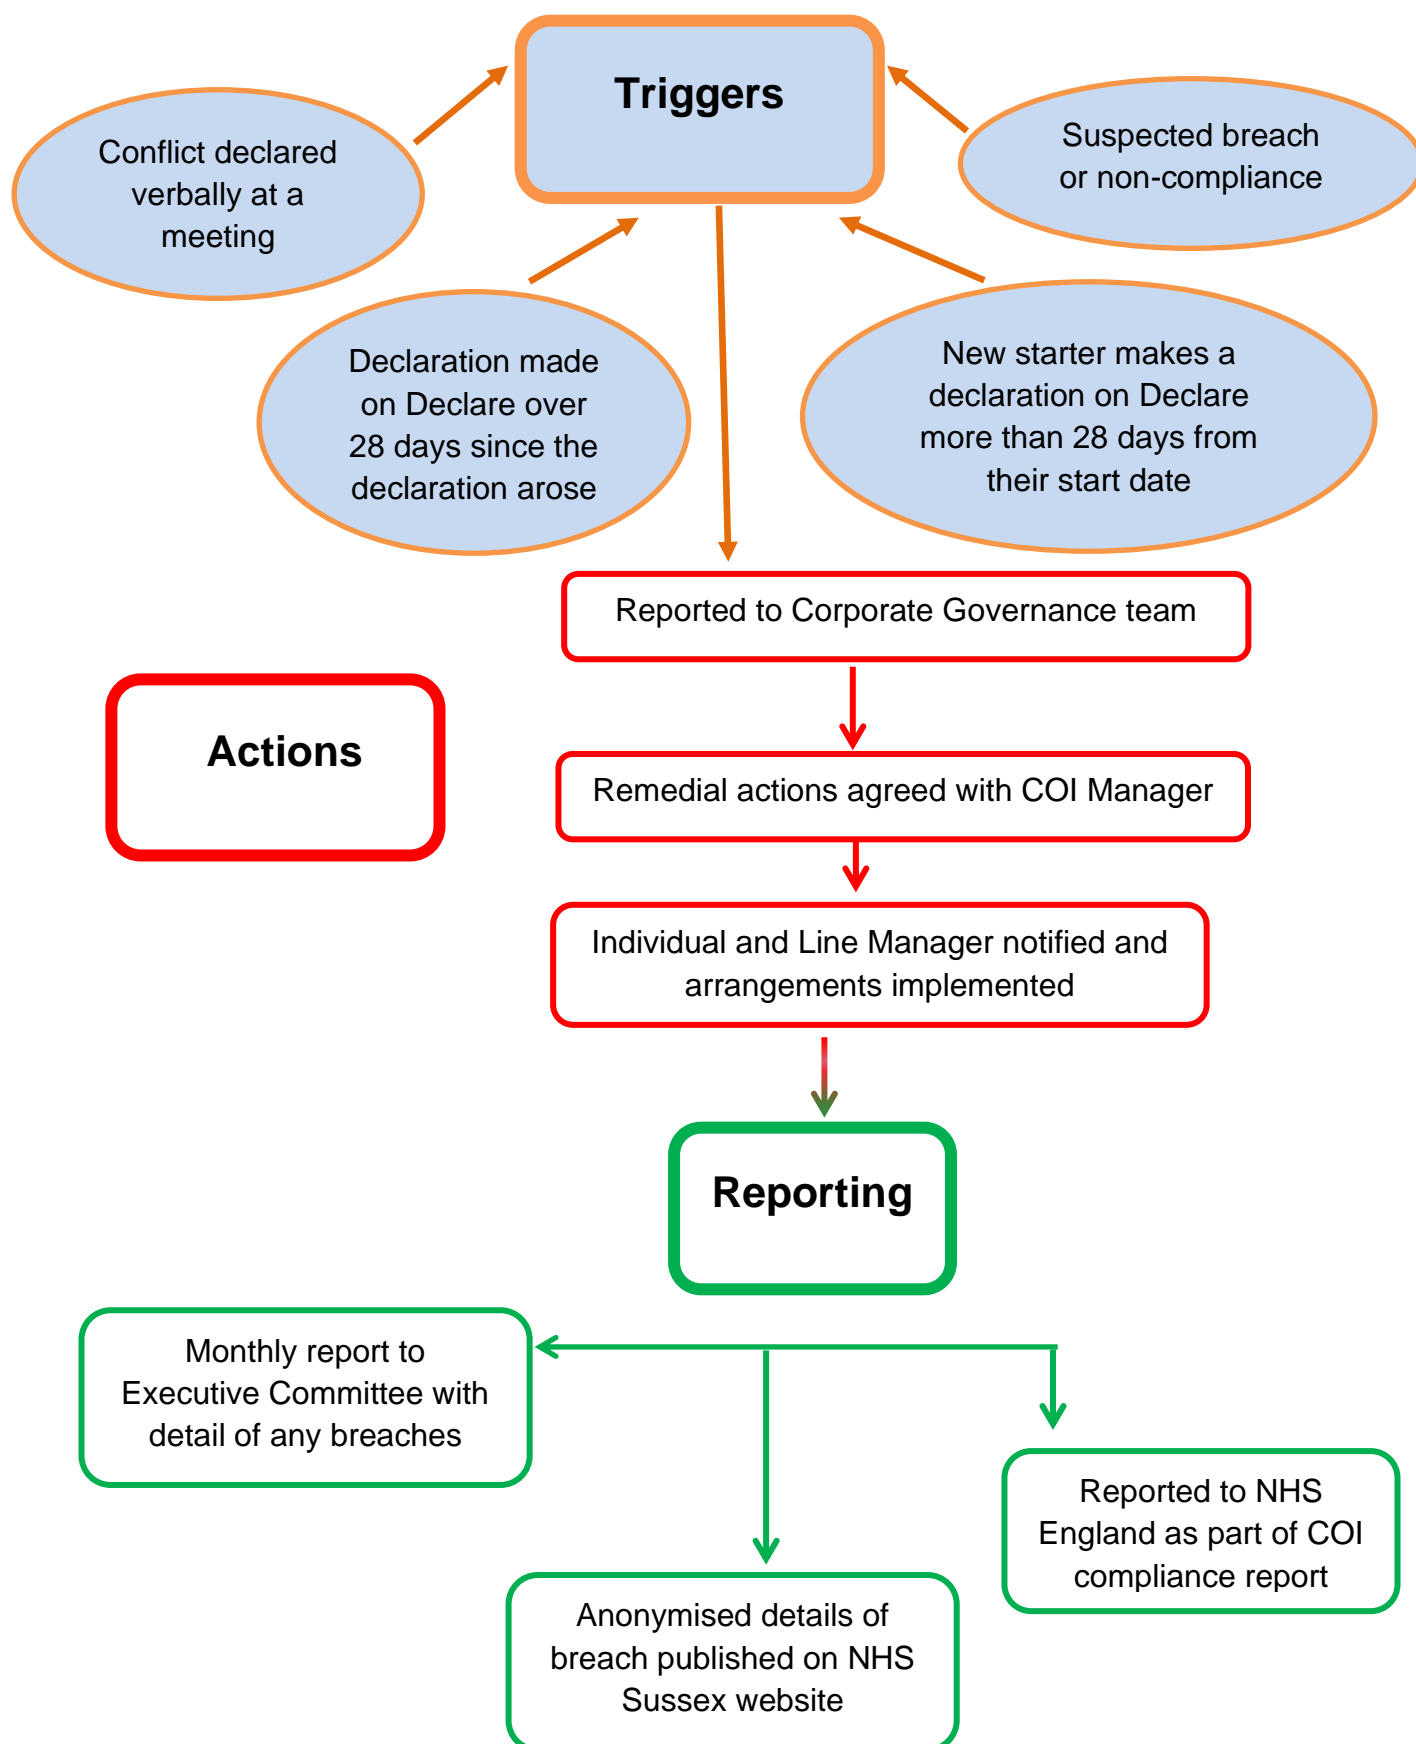 Triggers
Conflict declared
verbally at a
meeting
Suspected breach
or non-compliance
Declaration made
on Declare over
28 days since the
declaration arose
New starter makes a
declaration on Declare
more than 28 days from
their start date
Reported to Corporate Governance team
Actions
Remedial actions agreed with COI Manager
Individual and Line Manager notified and
arrangements implemented
Reporting
Monthly report to
Executive Committee with
detail of any breaches
Reported to NHS
England as part of COI
compliance report
Anonymised details of
breach published on NHS
Sussex website